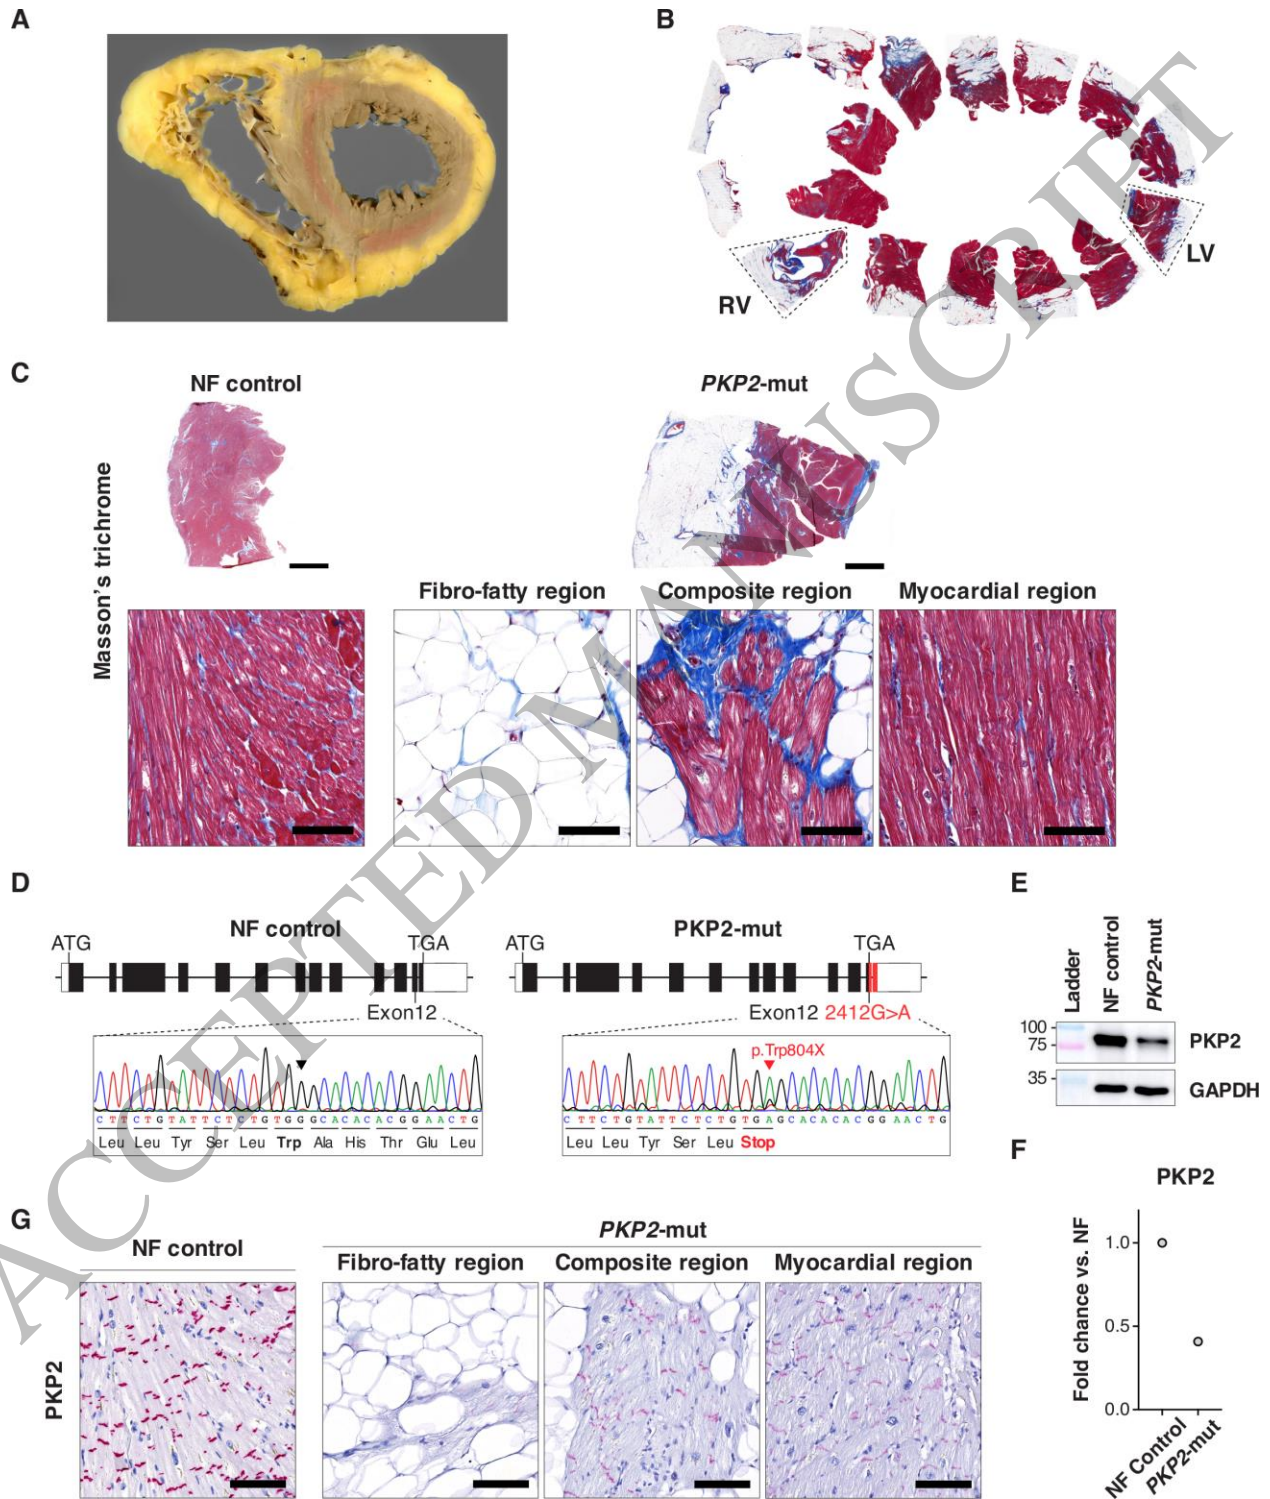 A
B
RV
LV
C
NF control
PKP2-mut
Masson's trichrome
Fibro-fatty region
Composite region
Myocardial region
D
NF control
ATG
TGA
Exon12
PKP2-mut
ATG
TGA
Exon12 2412G>A
p.Trp804X
C T T C T G T A T T C T C T G T G G G C A C A C A C G G A A C T G
Leu Leu Tyr Ser Leu Trp Ala His Thr Glu Leu
C T T C T G T A T T C T C T G T G A G C A C A C A C G G A A C T G
Leu Leu Tyr Ser Leu Stop
E
Ladder
NF control
PKP2-mut
100
75
PKP2
35
GAPDH
F
PKP2
Fold chance vs. NF
1.0
0.5
0.0
NF Control
PKP2-mut
G
NF control
PKP2-mut
Fibro-fatty region
Composite region
Myocardial region
PKP2
ACCEPTED MANUSCRIPT